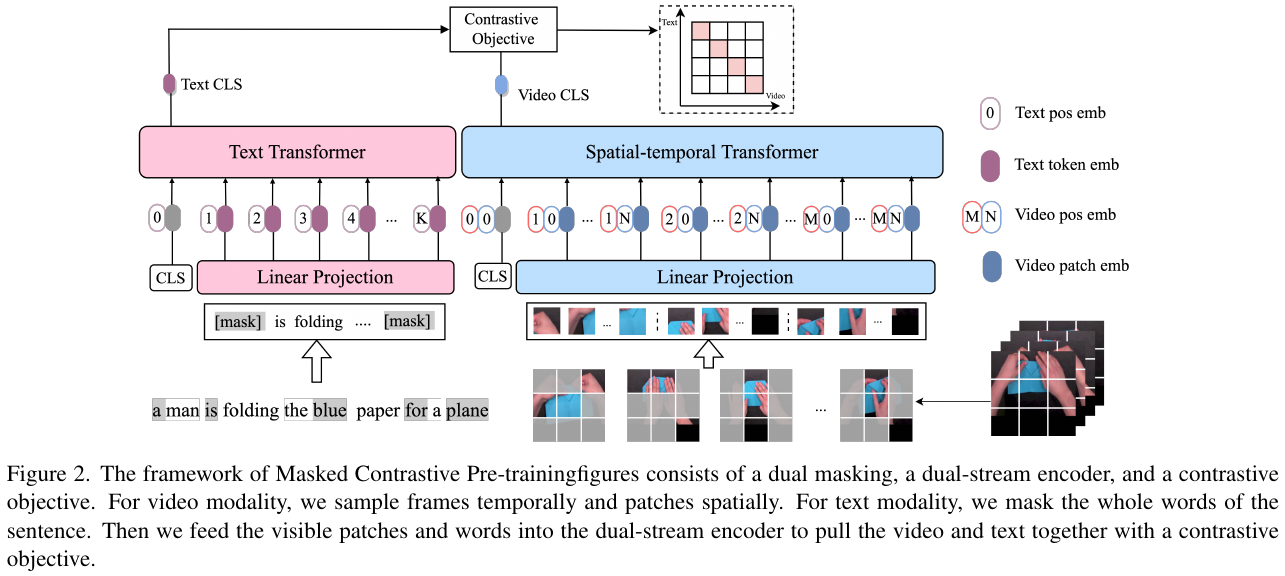 Contrastive
Objective
Text
Video
Text CLS
Video CLS
Text Transformer
Spatial-temporal Transformer
0 1 2 3 4 ... K
0 0 1 0 ... 1 N 2 0 ... 2 N ... M 0 ... M N
CLS
Linear Projection
CLS
Linear Projection
[mask] is folding .... [mask]
... ... ...
a man is folding the blue paper for a plane
...
0 Text pos emb
Text token emb
M N Video pos emb
Video patch emb
Figure 2. The framework of Masked Contrastive Pre-trainingfigures consists of a dual masking, a dual-stream encoder, and a contrastive
objective. For video modality, we sample frames temporally and patches spatially. For text modality, we mask the whole words of the
sentence. Then we feed the visible patches and words into the dual-stream encoder to pull the video and text together with a contrastive
objective.